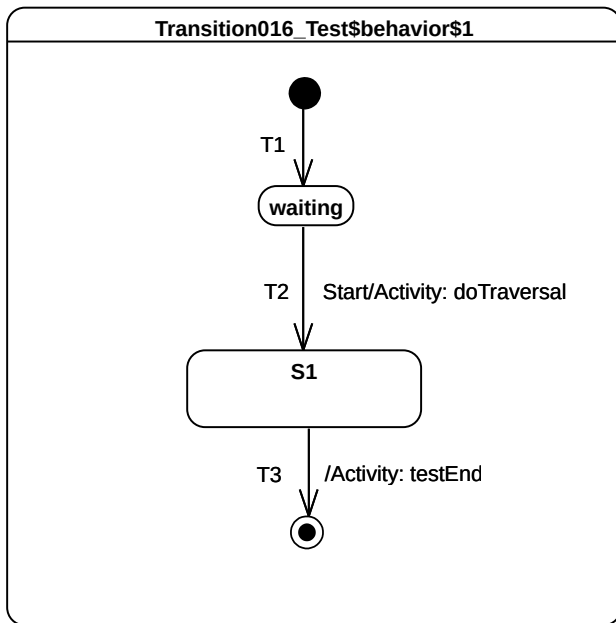 Transition016_Test$behavior$1
T1
waiting
T2 Start/Activity: doTraversal
S1
T3 /Activity: testEnd